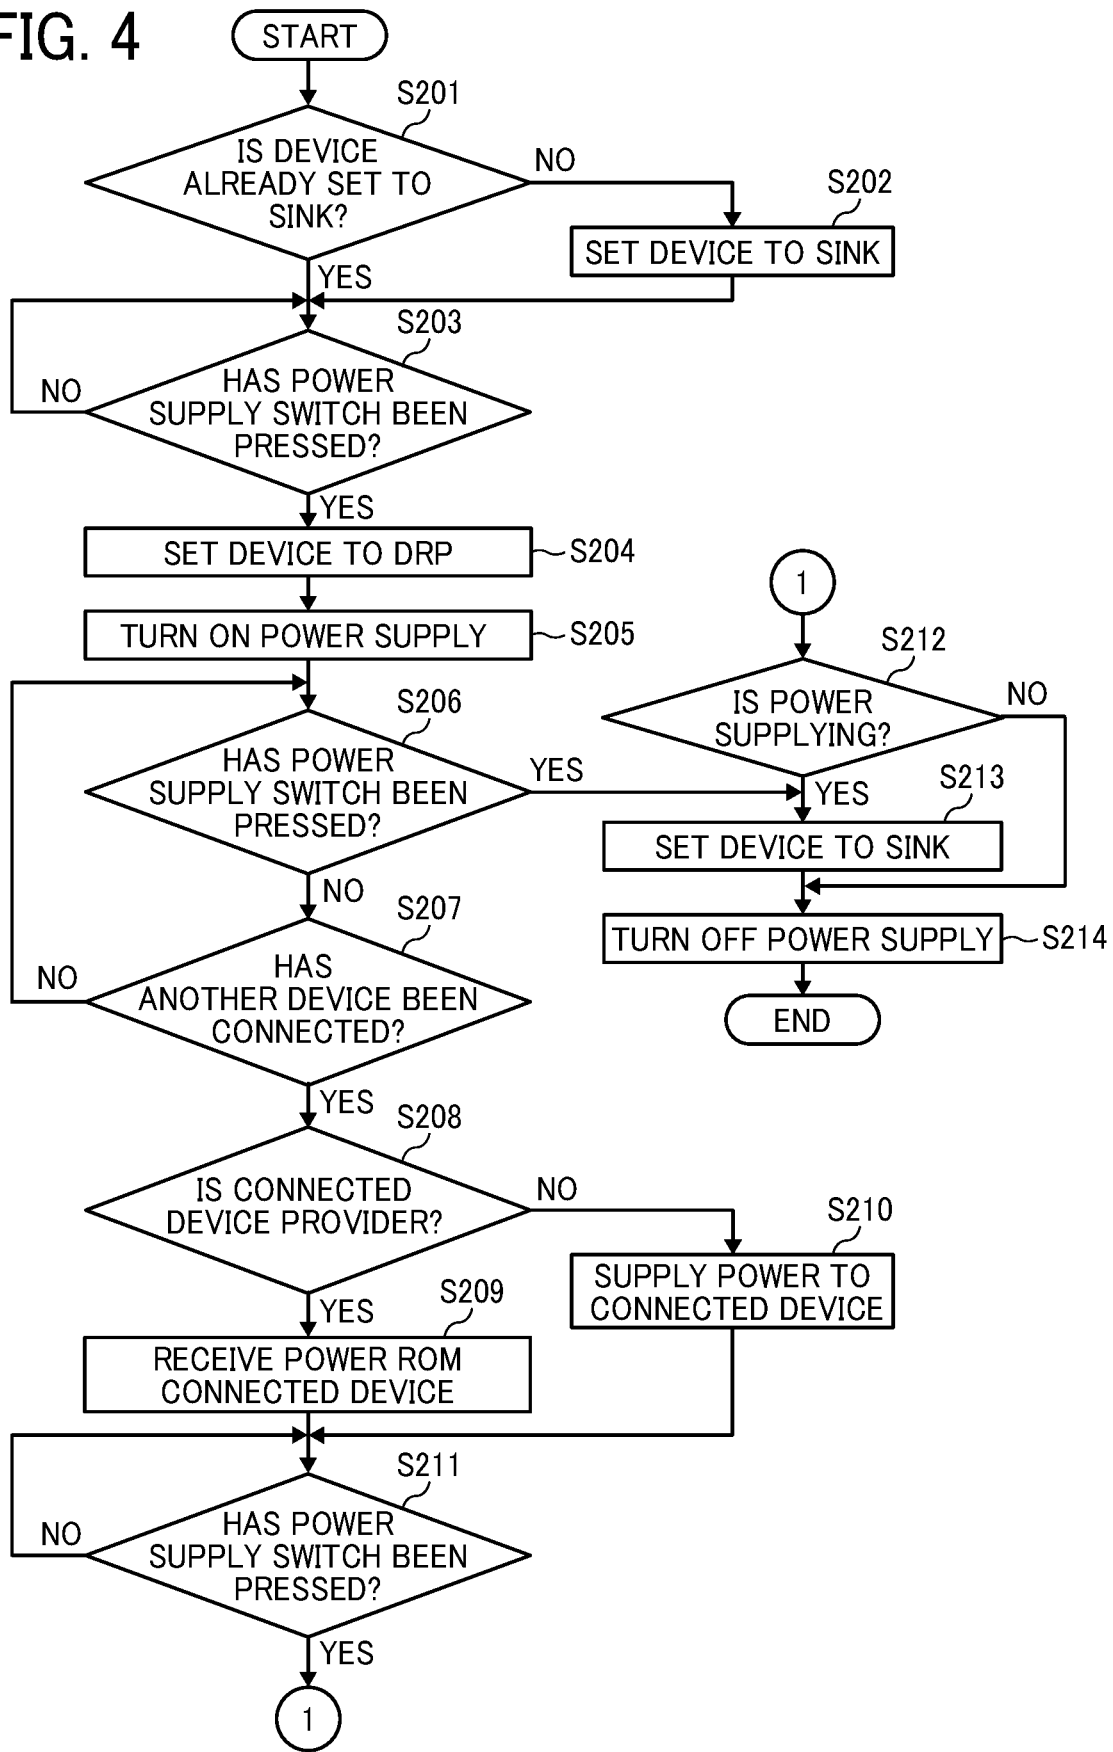 FIG. 4
START
S201
IS DEVICE
ALREADY SET TO
SINK?
NO
S202
SET DEVICE TO SINK
YES
S203
HAS POWER
SUPPLY SWITCH BEEN
PRESSED?
NO
YES
SET DEVICE TO DRP
S204
TURN ON POWER SUPPLY
S205
S206
HAS POWER
SUPPLY SWITCH BEEN
PRESSED?
YES
NO
S207
HAS
ANOTHER DEVICE BEEN
CONNECTED?
NO
YES
S208
IS CONNECTED
DEVICE PROVIDER?
NO
S210
SUPPLY POWER TO
CONNECTED DEVICE
YES
S209
RECEIVE POWER ROM
CONNECTED DEVICE
S211
HAS POWER
SUPPLY SWITCH BEEN
PRESSED?
NO
YES
1
1
S212
IS POWER
SUPPLYING?
NO
YES
S213
SET DEVICE TO SINK
TURN OFF POWER SUPPLY
S214
END